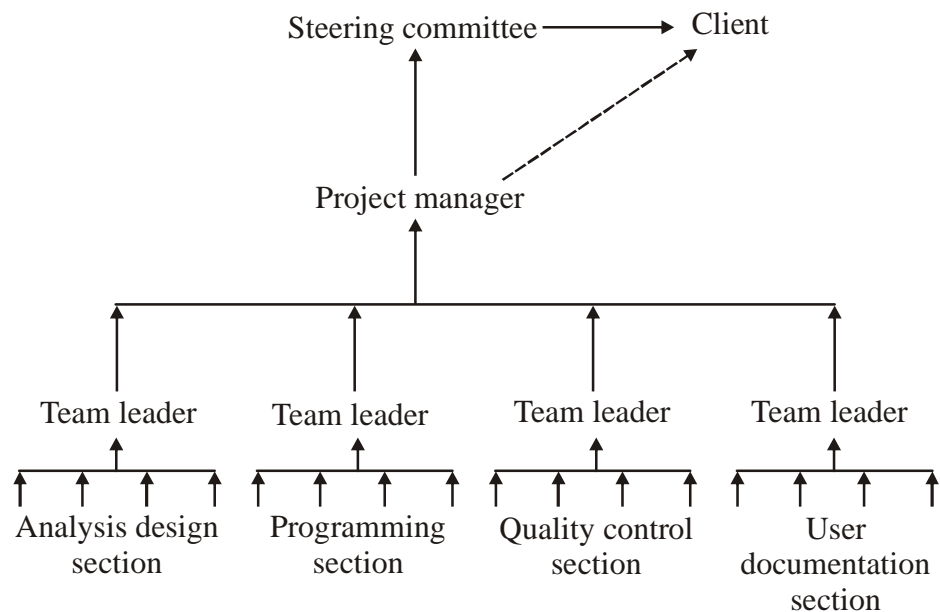 Steering committee
Client
Project manager
Team leader
Team leader
Team leader
Team leader
Analysis design
section
Programming
section
Quality control
section
User
documentation
section